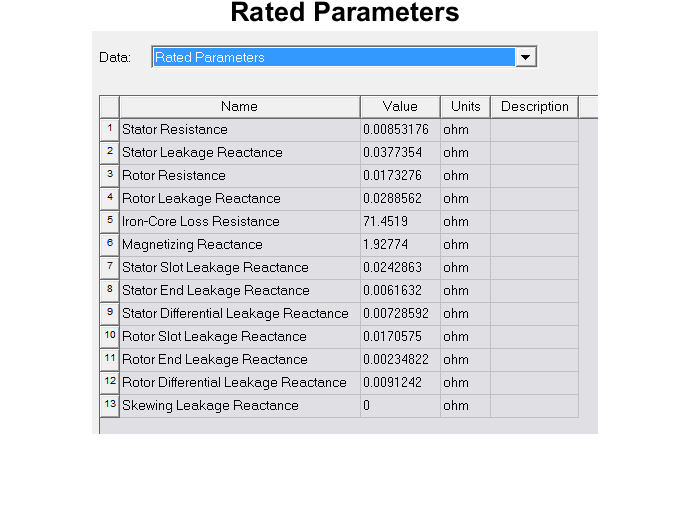 Rated Parameters
Data: Rated Parameters
Name Value Units Description
1 Stator Resistance 0.00853176 ohm
2 Stator Leakage Reactance 0.0377354 ohm
3 Rotor Resistance 0.0173276 ohm
4 Rotor Leakage Reactance 0.0288562 ohm
5 Iron-Core Loss Resistance 71.4519 ohm
6 Magnetizing Reactance 1.92774 ohm
7 Stator Slot Leakage Reactance 0.0242863 ohm
8 Stator End Leakage Reactance 0.0061632 ohm
9 Stator Differential Leakage Reactance 0.00728592 ohm
10 Rotor Slot Leakage Reactance 0.0170575 ohm
11 Rotor End Leakage Reactance 0.00234822 ohm
12 Rotor Differential Leakage Reactance 0.0091242 ohm
13 Skewing Leakage Reactance 0 ohm